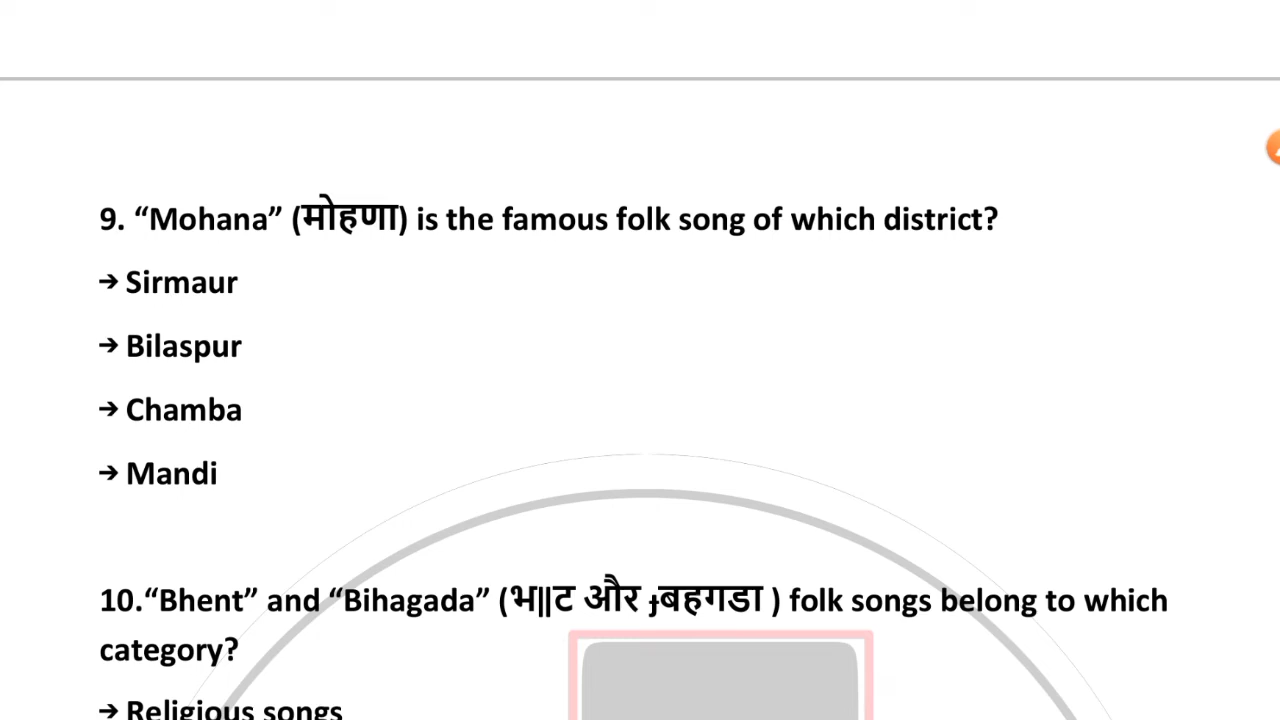 9. “Mohana” (मोहणा) is the famous folk song of which district?
→ Sirmaur
→ Bilaspur
→ Chamba
→ Mandi
10.“Bhent” and “Bihagada” (भ||ट और ɟबहगडा ) folk songs belong to which
category?
→ Religious songs